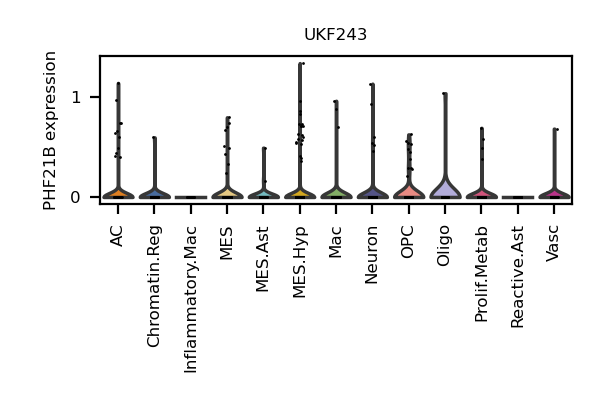 UKF243
PHF21B expression
1
0
AC
Chromatin.Reg
Inflammatory.Mac
MES
MES.Ast
MES.Hyp
Mac
Neuron
OPC
Oligo
Prolif.Metab
Reactive.Ast
Vasc